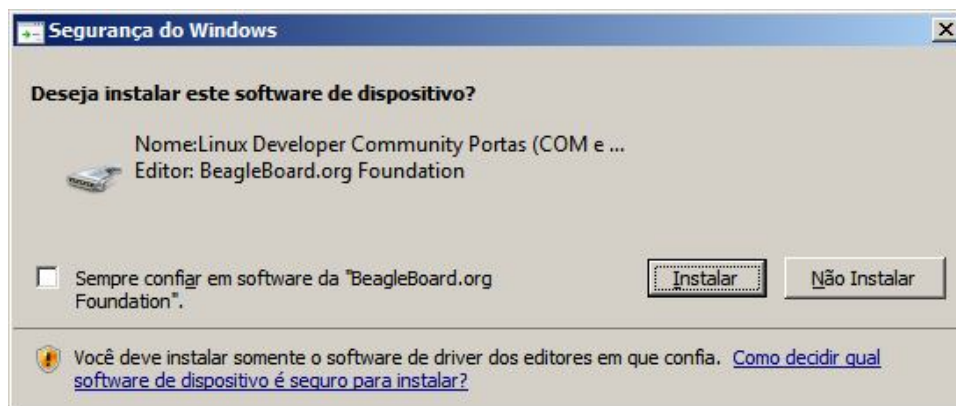 Segurança do Windows
Deseja instalar este software de dispositivo?
Nome:Linux Developer Community Portas (COM e ...
Editor: BeagleBoard.org Foundation
Sempre confiar em software da "BeagleBoard.org
Foundation".
Instalar
Não Instalar
Você deve instalar somente o software de driver dos editores em que confia. Como decidir qual
software de dispositivo é seguro para instalar?